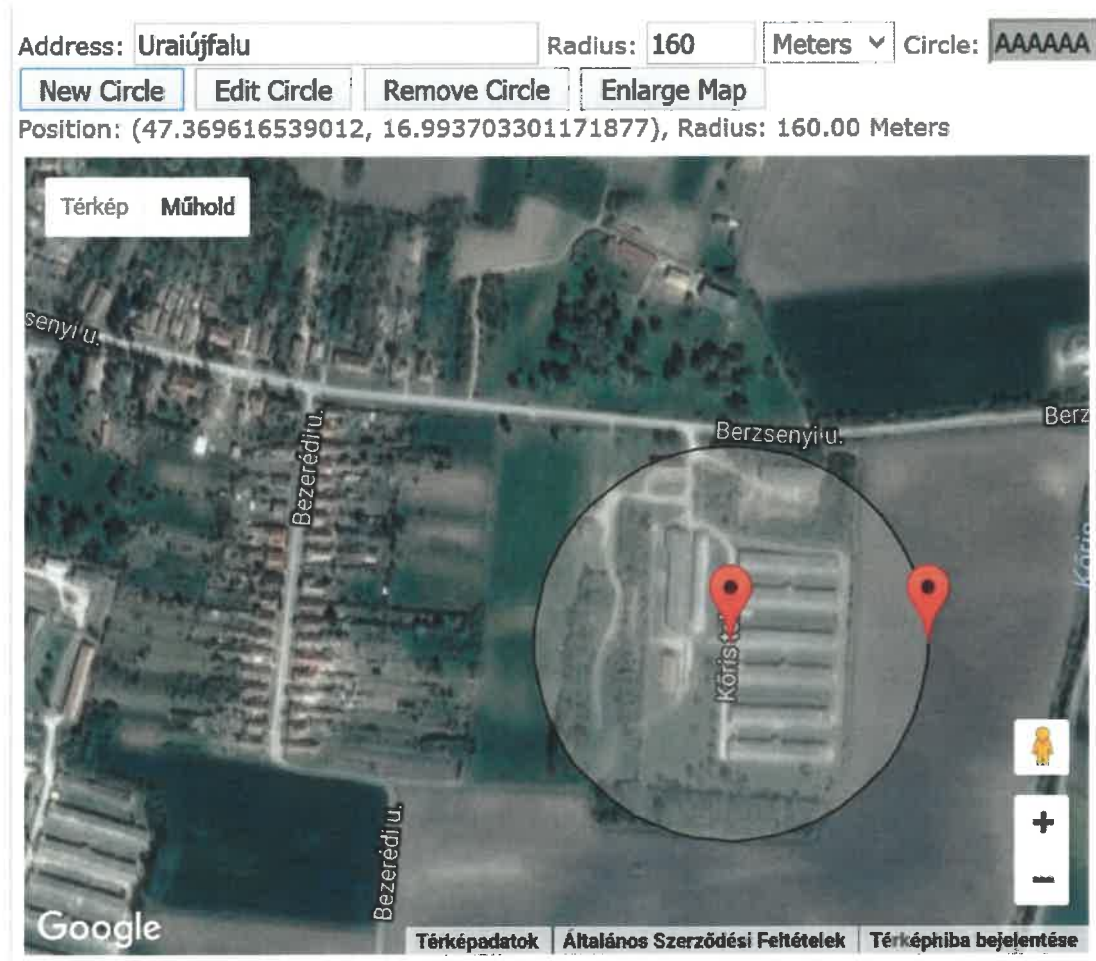 Address: Uraiújfalu Radius: 160 Meters Circle: AAAAAA
New Circle Edit Circle Remove Circle Enlarge Map
Position: (47.369616539012, 16.993703301171877), Radius: 160.00 Meters
Térkép Műhold
senyi u.
Berz
Berzsenyi u.
Bezerédi u.
Kőris
Kőris t
Bezerédi u.
+
−
Google
Térképadatok Általános Szerződési Feltételek Térképhiba bejelentése